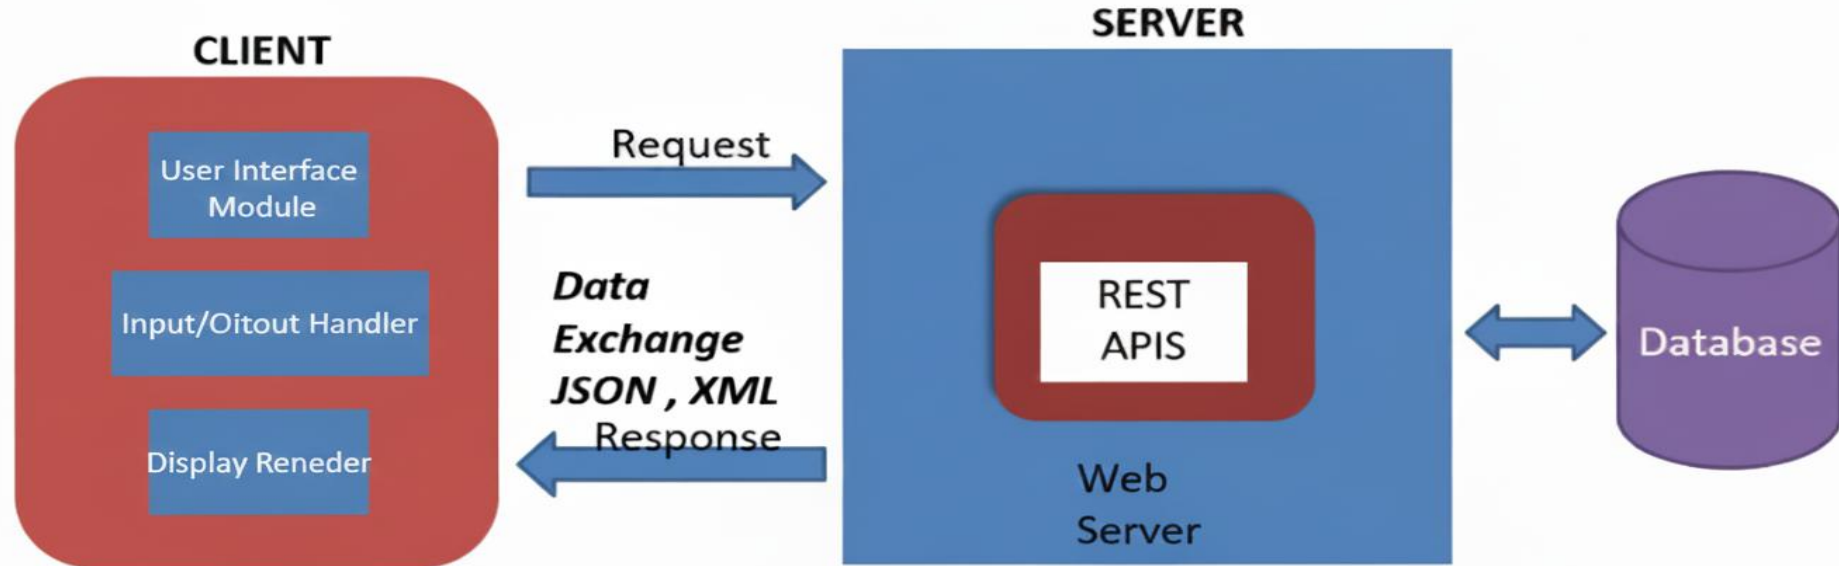 CLIENT
User Interface
Module
Input/Oitout Handler
Display Reneder
Request
Data
Exchange
JSON , XML
Response
SERVER
REST
APIS
Web
Server
Database